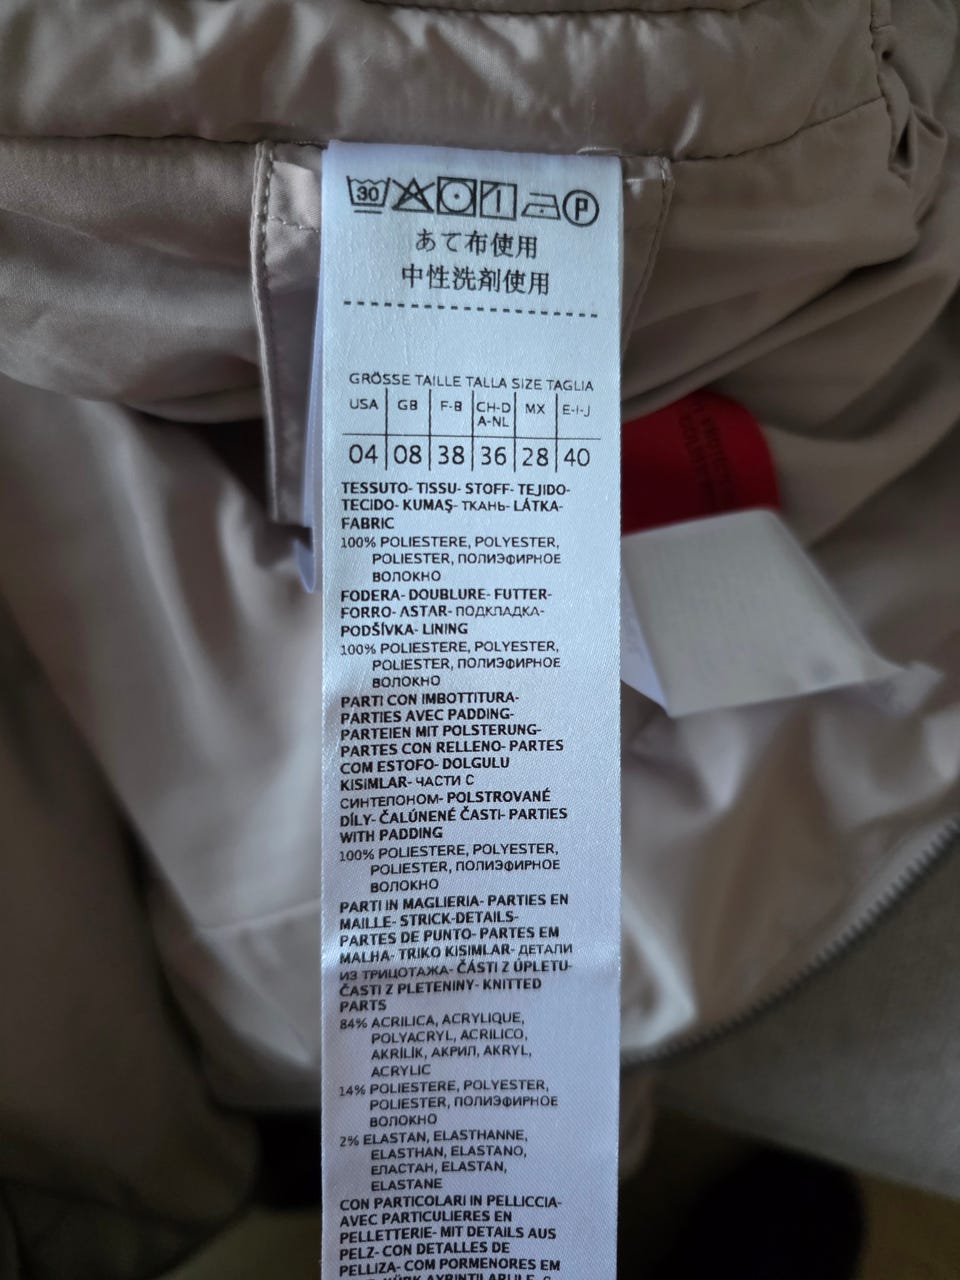 30 P
あて布使用
中性洗剤使用
GRÖSSE TAILLE TALLA SIZE TAGLIA
USA GB F-B CH-D A-NL MX E-I-J
04 08 38 36 28 40
TESSUTO- TISSU- STOFF- TEJIDO-
TECIDO- KUMAŞ- ТКАНЬ- LÁTKA-
FABRIC
100% POLIESTERE, POLYESTER,
POLIESTER, ПОЛИЭФИРНОЕ
ВОЛОКНО
FODERA- DOUBLURE- FUTTER-
FORRO- ASTAR- ПОДКЛАДКА-
PODŠÍVKA- LINING
100% POLIESTERE, POLYESTER,
POLIESTER, ПОЛИЭФИРНОЕ
ВОЛОКНО
PARTI CON IMBOTTITURA-
PARTIES AVEC PADDING-
PARTEIEN MIT POLSTERUNG-
PARTES CON RELLENO- PARTES
COM ESTOFO- DOLGULU
KISIMLAR- ЧАСТИ С
СИНТЕПОНОМ- POLSTROVANÉ
DÍLY- ČALÚNENÉ ČASTI- PARTIES
WITH PADDING
100% POLIESTERE, POLYESTER,
POLIESTER, ПОЛИЭФИРНОЕ
ВОЛОКНО
PARTI IN MAGLIERIA- PARTIES EN
MAILLE- STRICK-DETAILS-
PARTES DE PUNTO- PARTES EM
MALHA- TRIKO KISIMLAR- ДЕТАЛИ
ИЗ ТРИЦОТАЖА- ČÁSTI Z ÚPLETU-
ČASTI Z PLETENINY- KNITTED
PARTS
84% ACRILICA, ACRYLIQUE,
POLYACRYL, ACRILICO,
AKRİLİK, АКРИЛ, AKRYL,
ACRYLIC
14% POLIESTERE, POLYESTER,
POLIESTER, ПОЛИЭФИРНОЕ
ВОЛОКНО
2% ELASTAN, ELASTHANNE,
ELASTHAN, ELASTANO,
ЕЛАСТАН, ELASTAN,
ELASTANE
CON PARTICOLARI IN PELLICCIA-
AVEC PARTICULIERES EN
PELLETTERIE- MIT DETAILS AUS
PELZ- CON DETALLES DE
PELLIZA- COM PORMENORES EM